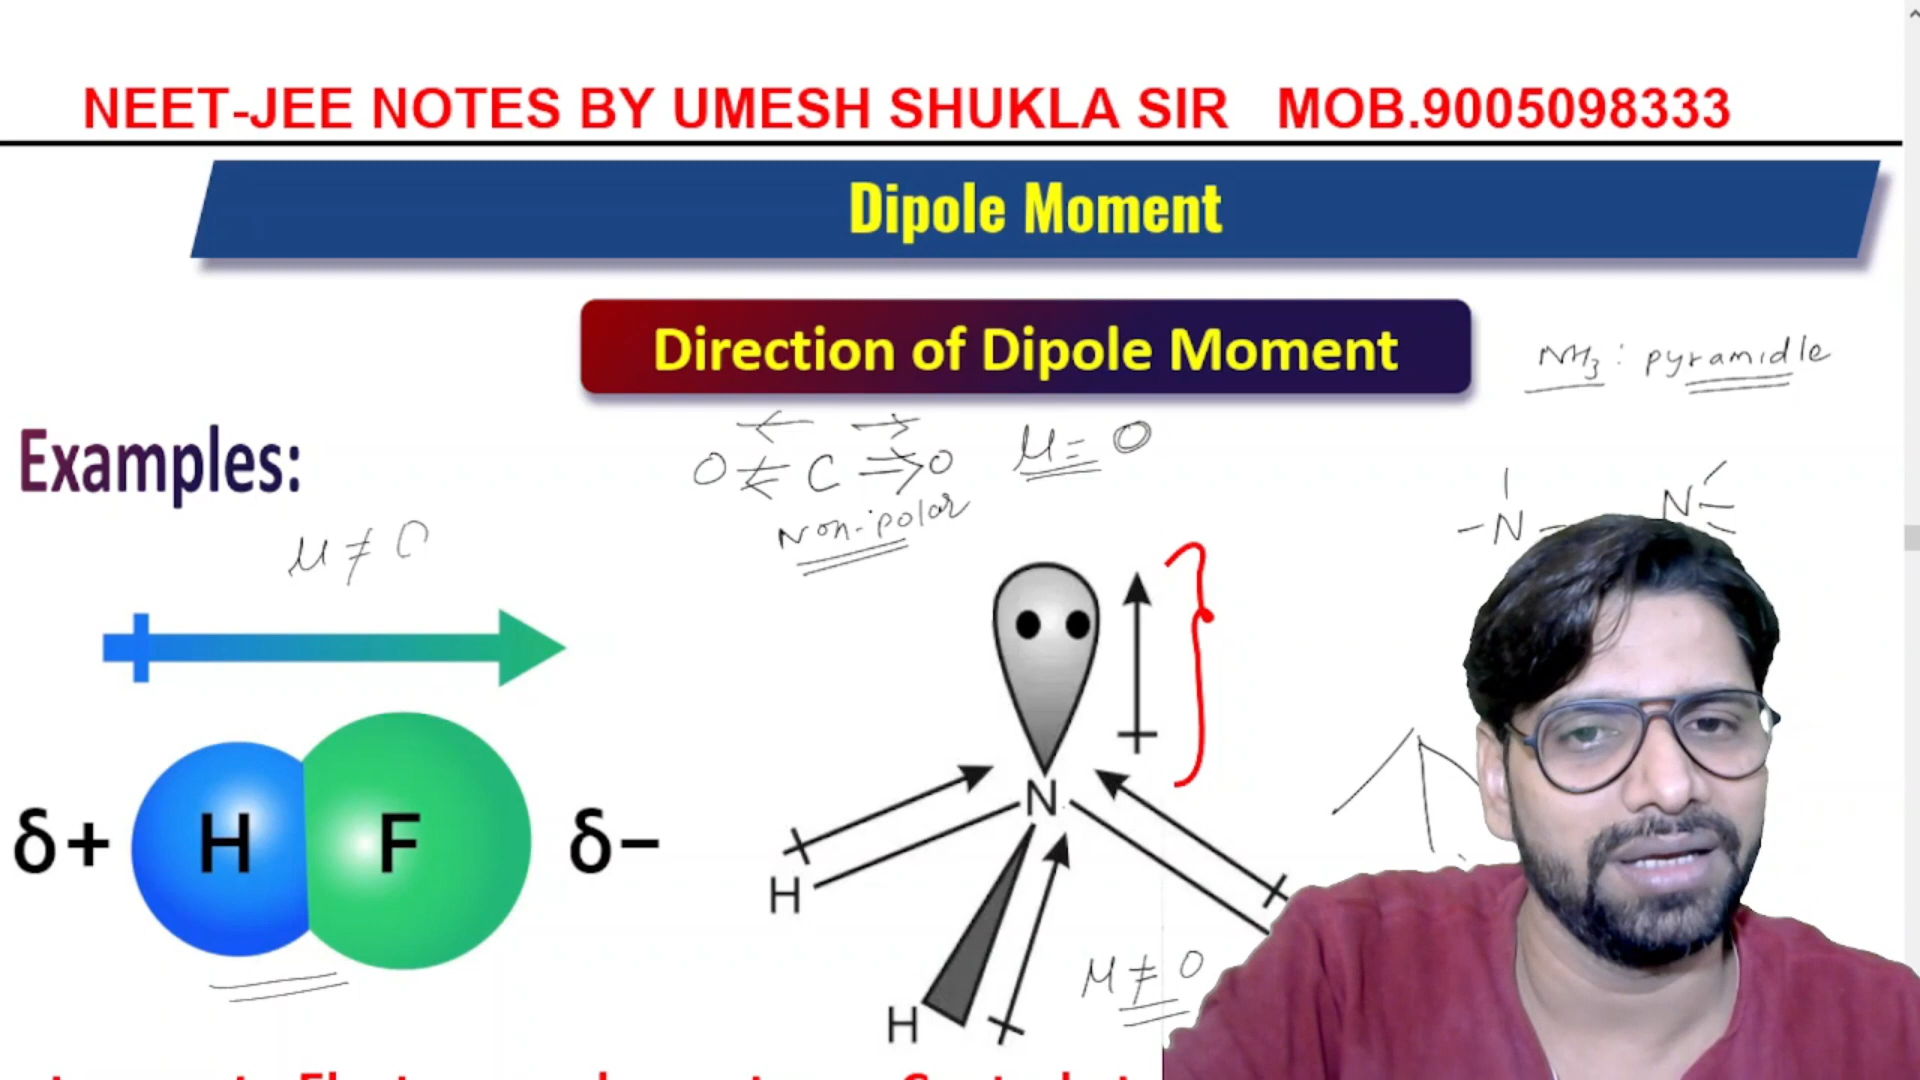 NEET-JEE NOTES BY UMESH SHUKLA SIR MOB.9005098333
Dipole Moment
Direction of Dipole Moment
NH3 : pyramidle
Examples:
O C O μ = 0
Non-polar
μ ≠ 0
N N
N
δ+ H F δ−
H
μ ≠ 0
H